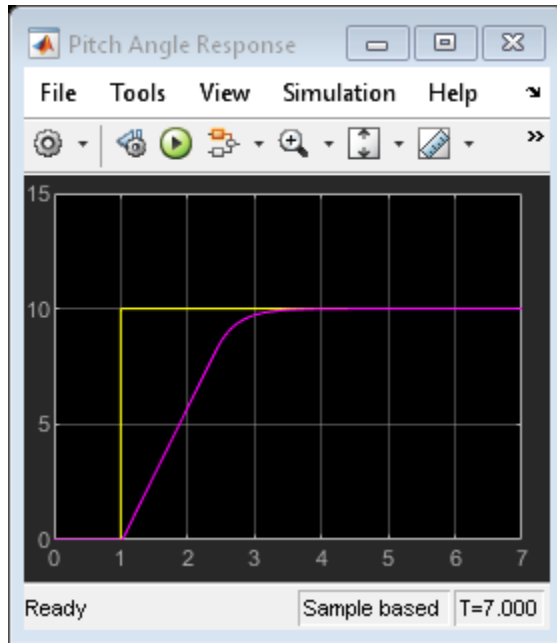 Pitch Angle Response
File Tools View Simulation Help
15
10
5
0
0 1 2 3 4 5 6 7
Ready Sample based T=7.000